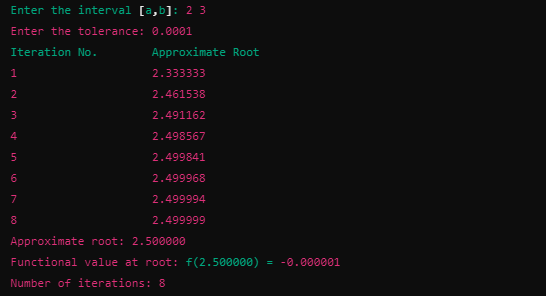 Enter the interval [a,b]: 2 3
Enter the tolerance: 0.0001
Iteration No. Approximate Root
1 2.333333
2 2.461538
3 2.491162
4 2.498567
5 2.499841
6 2.499968
7 2.499994
8 2.499999
Approximate root: 2.500000
Functional value at root: f(2.500000) = -0.000001
Number of iterations: 8